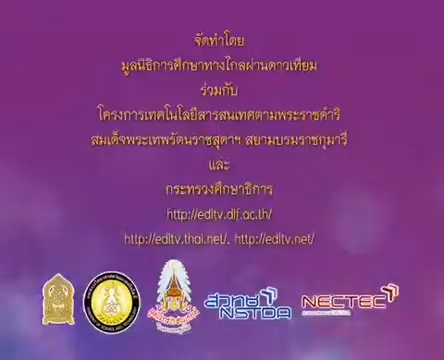 จัดทำโดย
มูลนิธิการศึกษาทางไกลผ่านดาวเทียม
ร่วมกับ
โครงการเทคโนโลยีสารสนเทศตามพระราชดำริ
สมเด็จพระเทพรัตนราชสุดาฯ สยามบรมราชกุมารี
และ
กระทรวงศึกษาธิการ
http://edltv.dlf.ac.th/
http://edltv.thai.net/, http://edltv.net/
สวทช
NSTDA
NECTEC